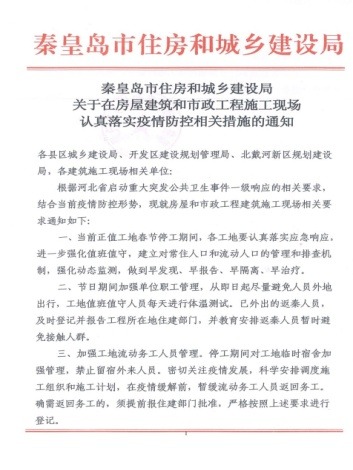 秦皇岛市住房和城乡建设局
秦皇岛市住房和城乡建设局
关于在房屋建筑和市政工程施工现场
认真落实疫情防控相关措施的通知
各县区城乡建设局、开发区建设规划管理局、北戴河新区规划建设
局，各建筑施工现场相关单位:
根据河北省启动重大突发公共卫生事件一级响应的相关要求，
结合当前疫情防控形势，现就房屋和市政工程建筑施工现场相关要
求通知如下:
一、当前正值工地春节停工期间，各工地要认真落实应急响应，
进一步强化值班值守，建立对常住人口和流动人口的管理和排查机
制，强化动态监测，做到早发现、早报告、早隔离、早治疗。
二、节日期间加强单位职工管理，从即日起尽量避免人员外地
出行，工地值班值守人员每天进行体温测试。已外出的返秦人员，
及时登记并报告工程所在地住建部门，并教育安排返秦人员暂时避
免接触人群。
三、加强工地流动务工人员管理。停工期间对工地临时宿舍加
强管理，禁止留宿外来人员。密切关注疫情发展，科学安排调度施
工组织和施工计划，在疫情缓解前，暂缓流动务工人员返回务工。
确需返回务工的，须提前报住建部门批准，严格按照上述要求进行
登记。
1